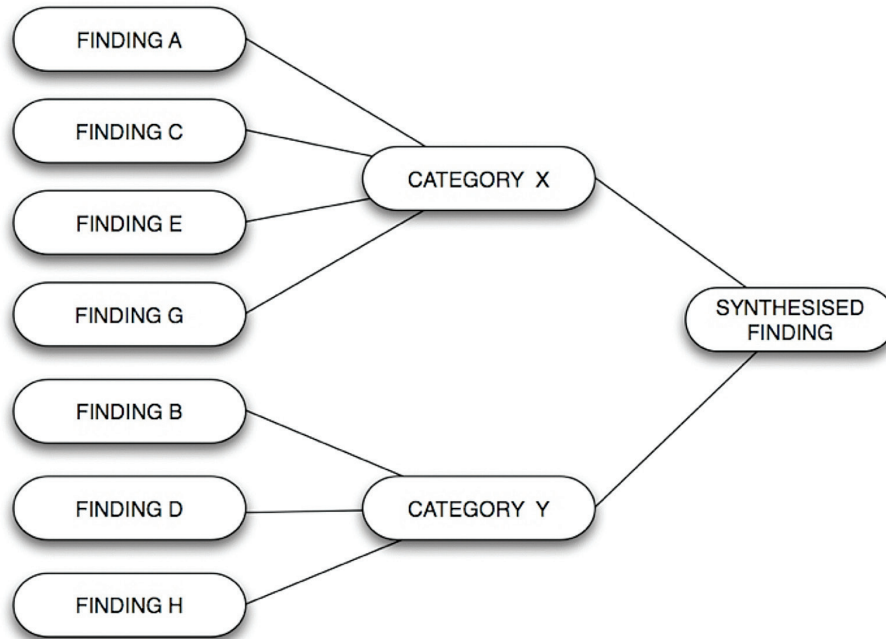 FINDING A
FINDING C
FINDING E
FINDING G
FINDING B
FINDING D
FINDING H
CATEGORY X
CATEGORY Y
SYNTHESISED
FINDING